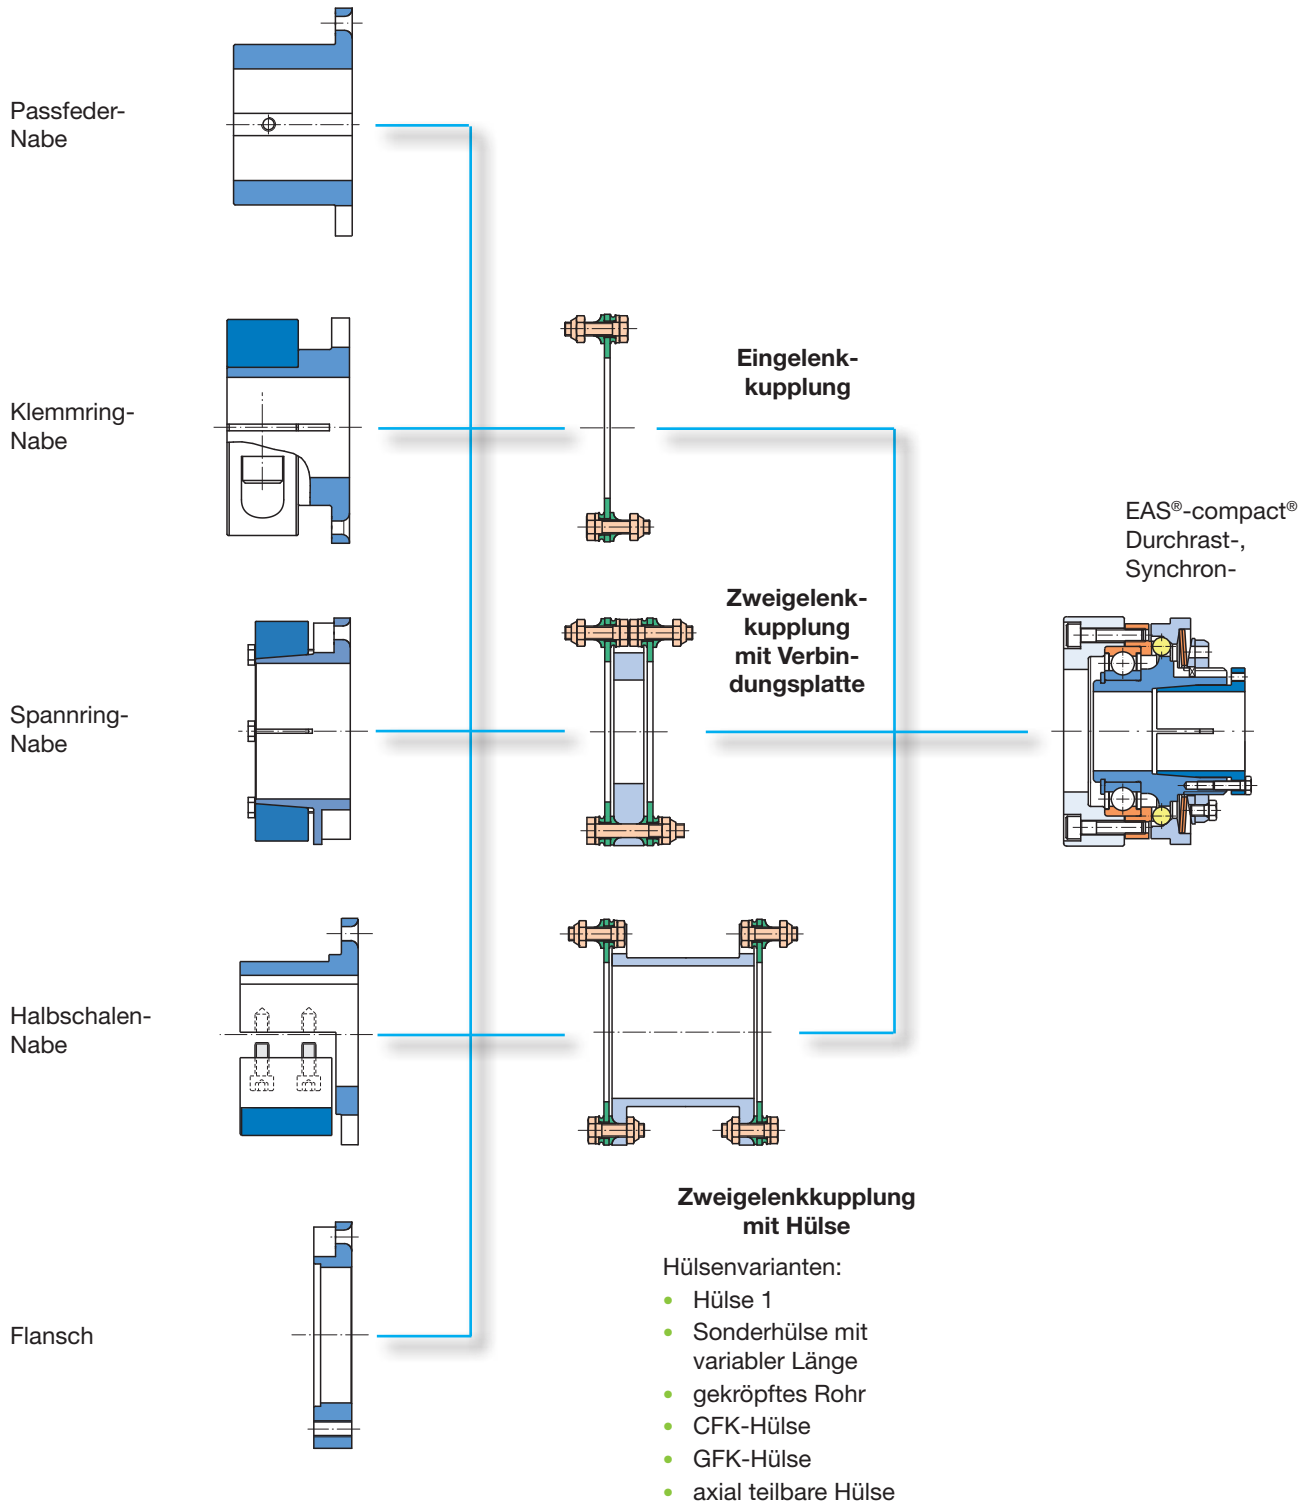 Passfeder-
Nabe
Klemmring-
Nabe
Spannring-
Nabe
Halbschalen-
Nabe
Flansch
Eingelenk-
kupplung
Zweigelenk-
kupplung
mit Verbin-
dungsplatte
Zweigelenkkupplung
mit Hülse
Hülsenvarianten:
• Hülse 1
• Sonderhülse mit
variabler Länge
• gekröpftes Rohr
• CFK-Hülse
• GFK-Hülse
• axial teilbare Hülse
EAS®-compact®
Durchrast-,
Synchron-